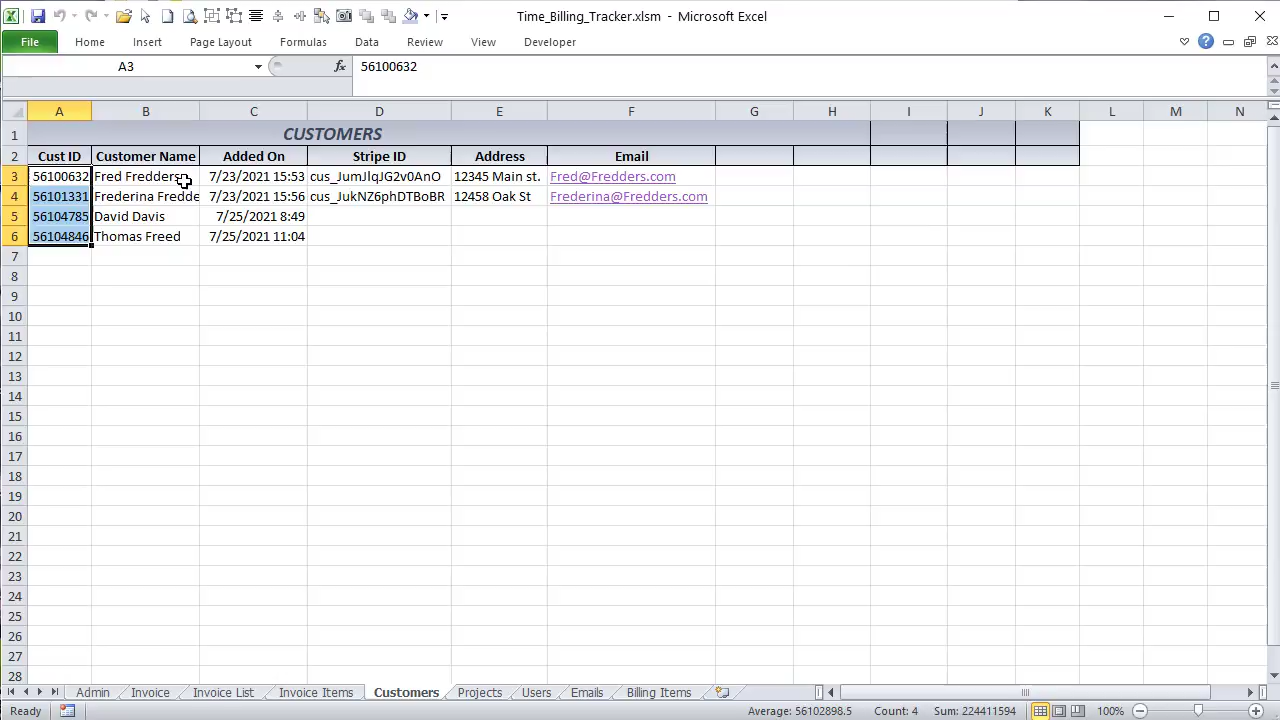 Time_Billing_Tracker.xlsm - Microsoft Excel
File Home Insert Page Layout Formulas Data Review View Developer
A3 fx 56100632
A B C D E F G H I J K L M N
1 CUSTOMERS
2 Cust ID Customer Name Added On Stripe ID Address Email
3 56100632 Fred Fredders 7/23/2021 15:53 cus_JumJlqJG2v0AnO 12345 Main st. Fred@Fredders.com
4 56101331 Frederina Fredde 7/23/2021 15:56 cus_JukNZ6phDTBoBR 12458 Oak St Frederina@Fredders.com
5 56104785 David Davis 7/25/2021 8:49
6 56104846 Thomas Freed 7/25/2021 11:04
7
8
9
10
11
12
13
14
15
16
17
18
19
20
21
22
23
24
25
26
27
28
Admin Invoice Invoice List Invoice Items Customers Projects Users Emails Billing Items
Ready Average: 56102898.5 Count: 4 Sum: 224411594 100%